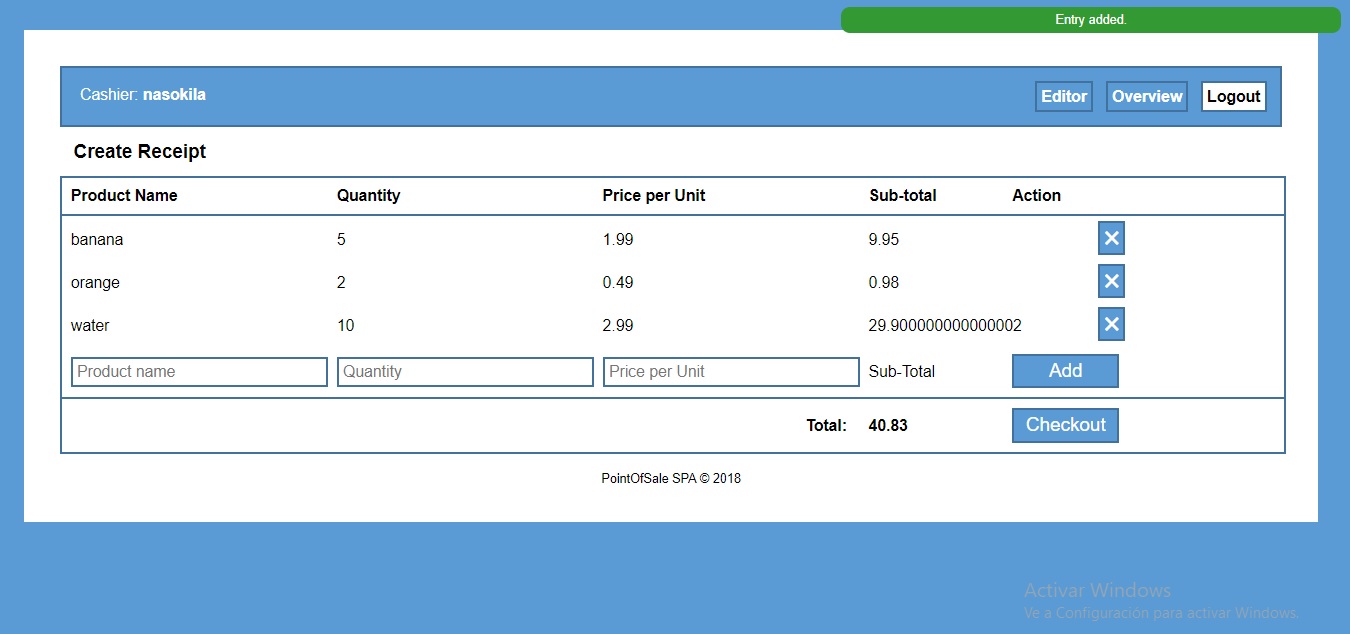 Entry added.
Cashier: nasokila Editor Overview Logout
Create Receipt
Product Name Quantity Price per Unit Sub-total Action
banana 5 1.99 9.95 ×
orange 2 0.49 0.98 ×
water 10 2.99 29.900000000000002 ×
Product name Quantity Price per Unit Sub-Total Add
Total: 40.83 Checkout
PointOfSale SPA © 2018
Activar Windows
Ve a Configuración para activar Windows.